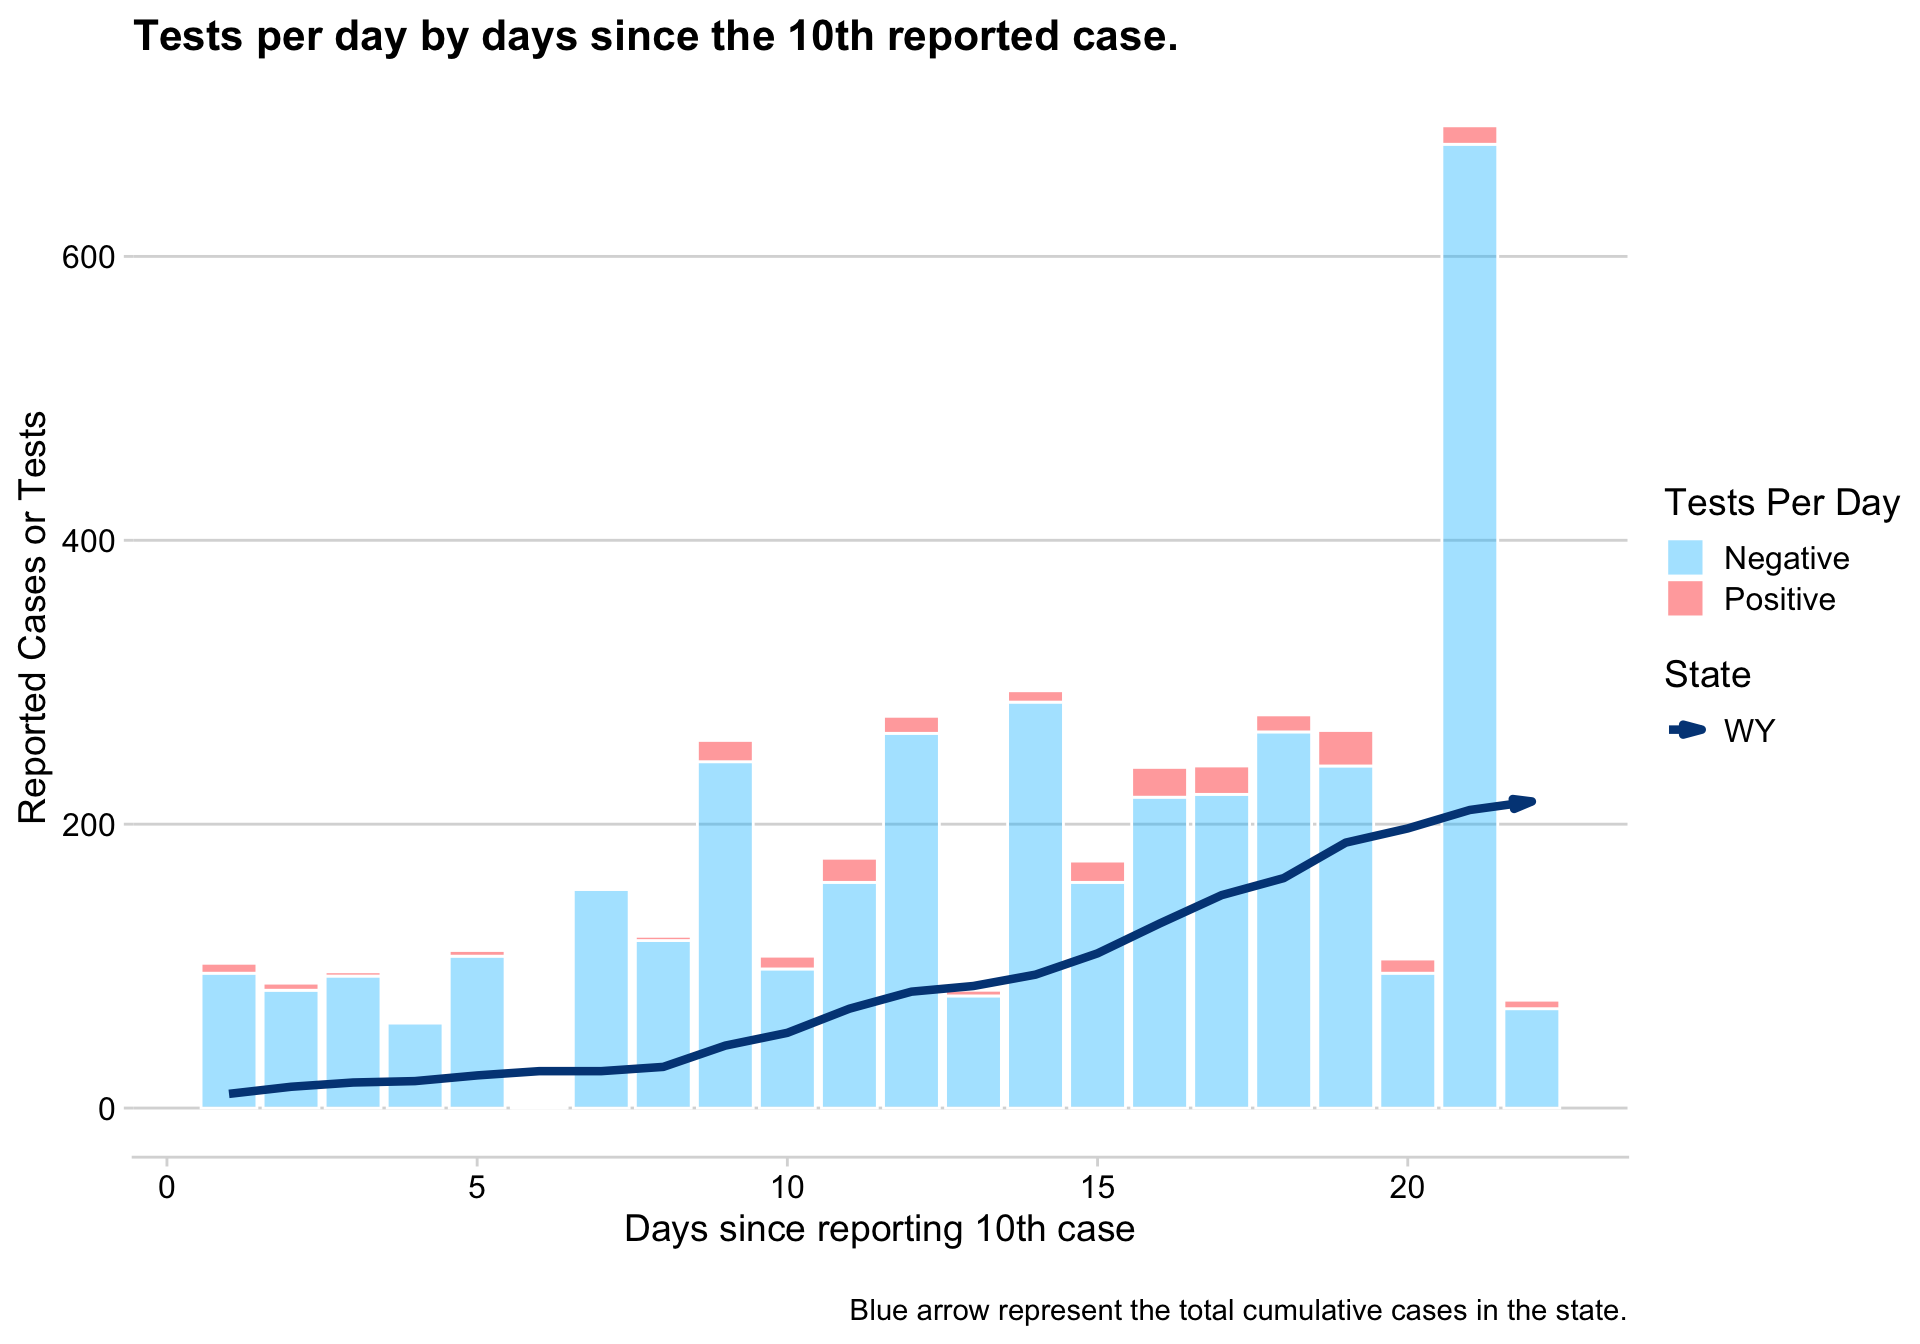 Tests per day by days since the 10th reported case.
Reported Cases or Tests
600
400
200
0
0 5 10 15 20
Days since reporting 10th case
Tests Per Day
Negative
Positive
State
WY
Blue arrow represent the total cumulative cases in the state.